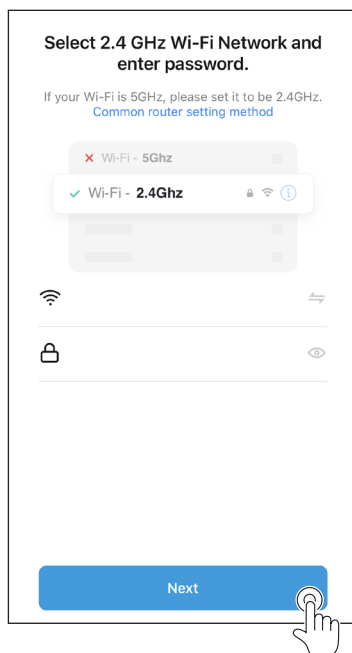 Select 2.4 GHz Wi-Fi Network and
enter password.
If your Wi-Fi is 5GHz, please set it to be 2.4GHz.
Common router setting method
Wi-Fi - 5Ghz
Wi-Fi - 2.4Ghz
Next